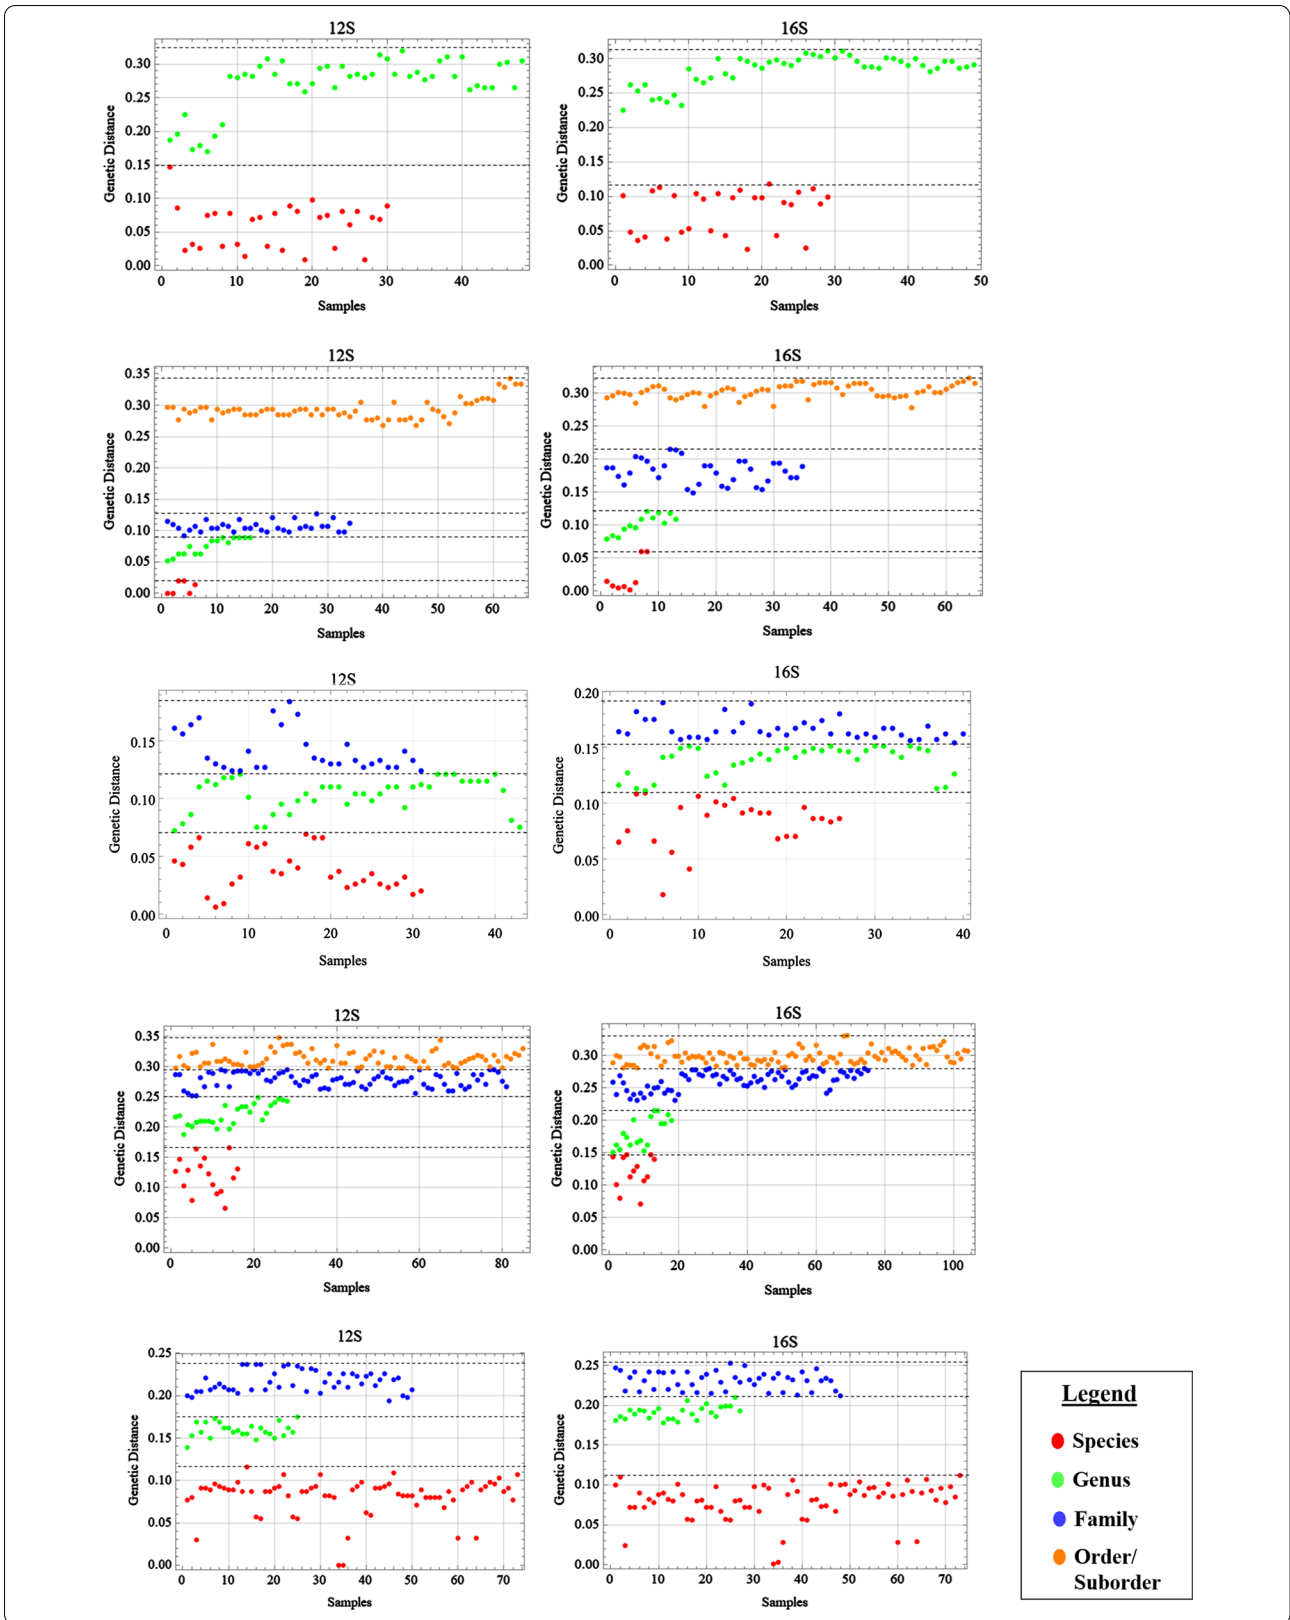 12S
16S
0.30
0.25
0.20
0.15
0.10
0.05
0.00
Genetic Distance
0 10 20 30 40
Samples
0.30
0.25
0.20
0.15
0.10
0.05
0.00
Genetic Distance
0 10 20 30 40 50
Samples
12S
16S
0.35
0.30
0.25
0.20
0.15
0.10
0.05
0.00
Genetic Distance
0 10 20 30 40 50 60
Samples
0.30
0.25
0.20
0.15
0.10
0.05
0.00
Genetic Distance
0 10 20 30 40 50 60
Samples
12S
16S
0.15
0.10
0.05
0.00
Genetic Distance
0 10 20 30 40
Samples
0.20
0.15
0.10
0.05
0.00
Genetic Distance
0 10 20 30 40
Samples
12S
16S
0.35
0.30
0.25
0.20
0.15
0.10
0.05
0.00
Genetic Distance
0 20 40 60 80
Samples
0.30
0.25
0.20
0.15
0.10
0.05
0.00
Genetic Distance
0 20 40 60 80 100
Samples
12S
16S
0.25
0.20
0.15
0.10
0.05
0.00
Genetic Distance
0 10 20 30 40 50 60 70
Samples
0.25
0.20
0.15
0.10
0.05
0.00
Genetic Distance
0 10 20 30 40 50 60 70
Samples
Legend
Species
Genus
Family
Order/
Suborder